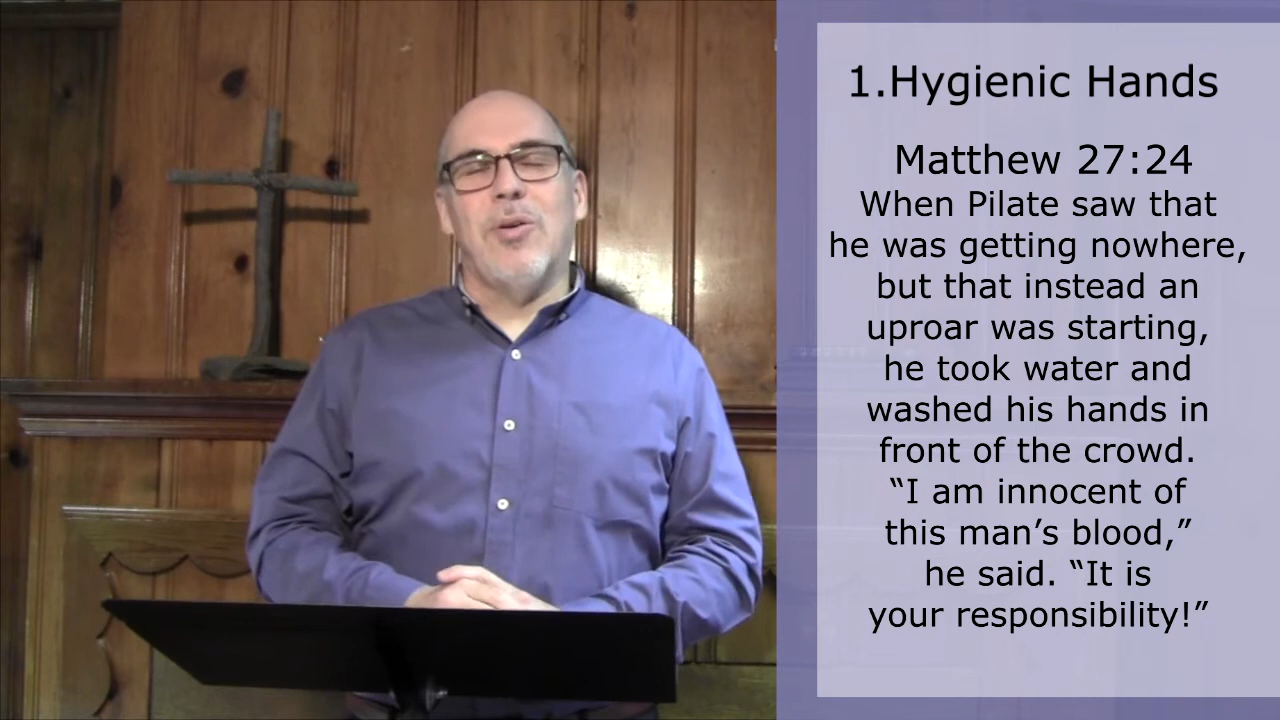 1.Hygienic Hands
Matthew 27:24
When Pilate saw that
he was getting nowhere,
but that instead an
uproar was starting,
he took water and
washed his hands in
front of the crowd.
“I am innocent of
this man’s blood,”
he said. “It is
your responsibility!”